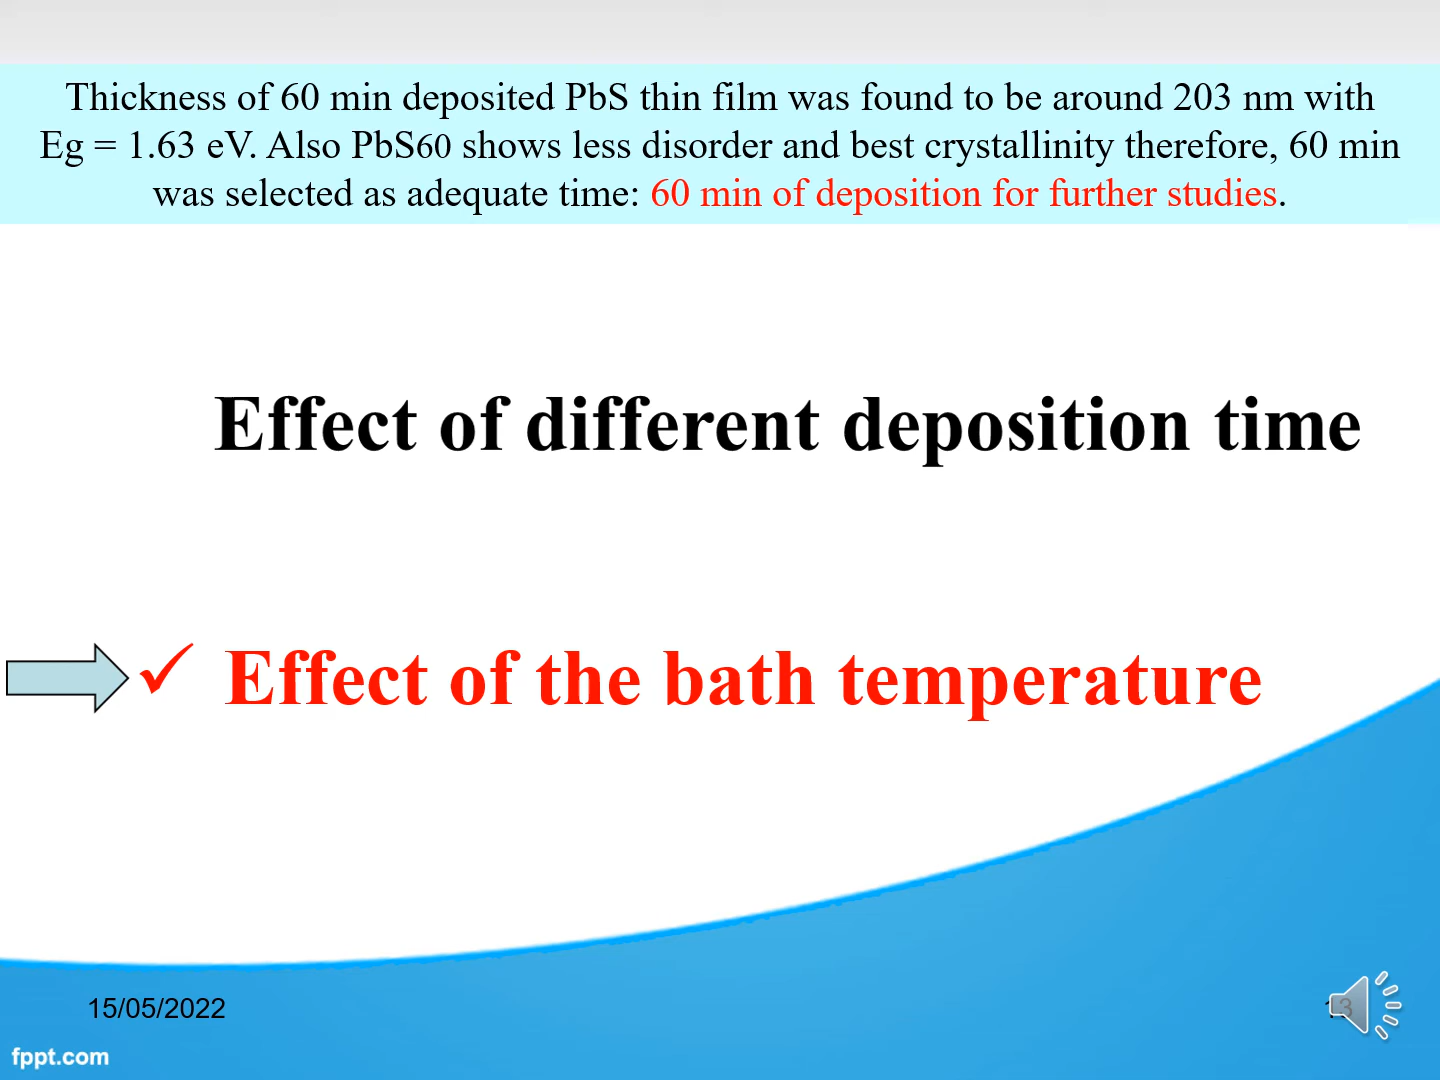 Thickness of 60 min deposited PbS thin film was found to be around 203 nm with
Eg = 1.63 eV. Also PbS60 shows less disorder and best crystallinity therefore, 60 min
was selected as adequate time: 60 min of deposition for further studies.
Effect of different deposition time
✓ Effect of the bath temperature
15/05/2022
13
fppt.com